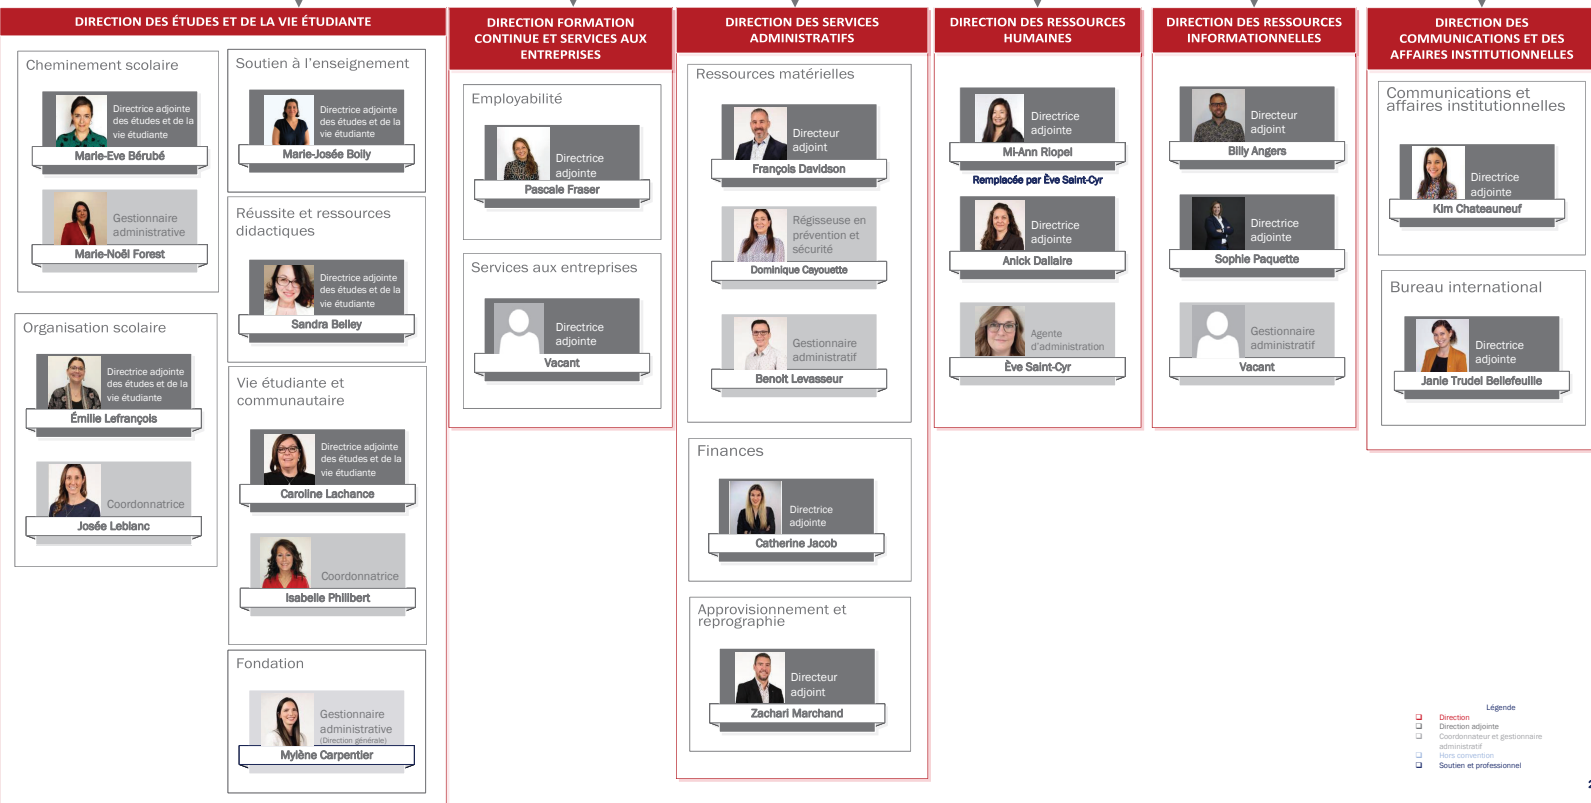 DIRECTION DES ÉTUDES ET DE LA VIE ÉTUDIANTE
Cheminement scolaire
Directrice adjointe
des études et de la
vie étudiante
Marie-Eve Bérubé
Gestionnaire
administrative
Marie-Noël Forest
Organisation scolaire
Directrice adjointe
des études et de la
vie étudiante
Émilie Lefrançois
Coordonnatrice
Josée Leblanc
Soutien à l'enseignement
Directrice adjointe
des études et de la
vie étudiante
Marie-Josée Boily
Réussite et ressources
didactiques
Directrice adjointe
des études et de la
vie étudiante
Sandra Belley
Vie étudiante et
communautaire
Directrice adjointe
des études et de la
vie étudiante
Caroline Lachance
Coordonnatrice
Isabelle Philibert
Fondation
Gestionnaire
administrative
(Direction générale)
Mylène Carpentier
DIRECTION FORMATION
CONTINUE ET SERVICES AUX
ENTREPRISES
Employabilité
Directrice
adjointe
Pascale Fraser
Services aux entreprises
Directrice
adjointe
Vacant
DIRECTION DES SERVICES
ADMINISTRATIFS
Ressources matérielles
Directeur
adjoint
François Davidson
Régisseuse en
prévention et
sécurité
Dominique Cayouette
Gestionnaire
administratif
Benoit Levasseur
Finances
Directrice
adjointe
Catherine Jacob
Approvisionnement et
reprographie
Directeur
adjoint
Zachari Marchand
DIRECTION DES RESSOURCES
HUMAINES
Directrice
adjointe
Mi-Ann Riopel
Remplacée par Ève Saint-Cyr
Directrice
adjointe
Anick Dallaire
Agente
d'administration
Ève Saint-Cyr
DIRECTION DES RESSOURCES
INFORMATIONNELLES
Directeur
adjoint
Billy Angers
Directrice
adjointe
Sophie Paquette
Gestionnaire
administratif
Vacant
DIRECTION DES
COMMUNICATIONS ET DES
AFFAIRES INSTITUTIONNELLES
Communications et
affaires institutionnelles
Directrice
adjointe
Kim Chateauneuf
Bureau international
Directrice
adjointe
Janie Trudel Bellefeuille
Légende
Direction
Direction adjointe
Coordonnateur et gestionnaire
administratif
Hors convention
Soutien et professionnel